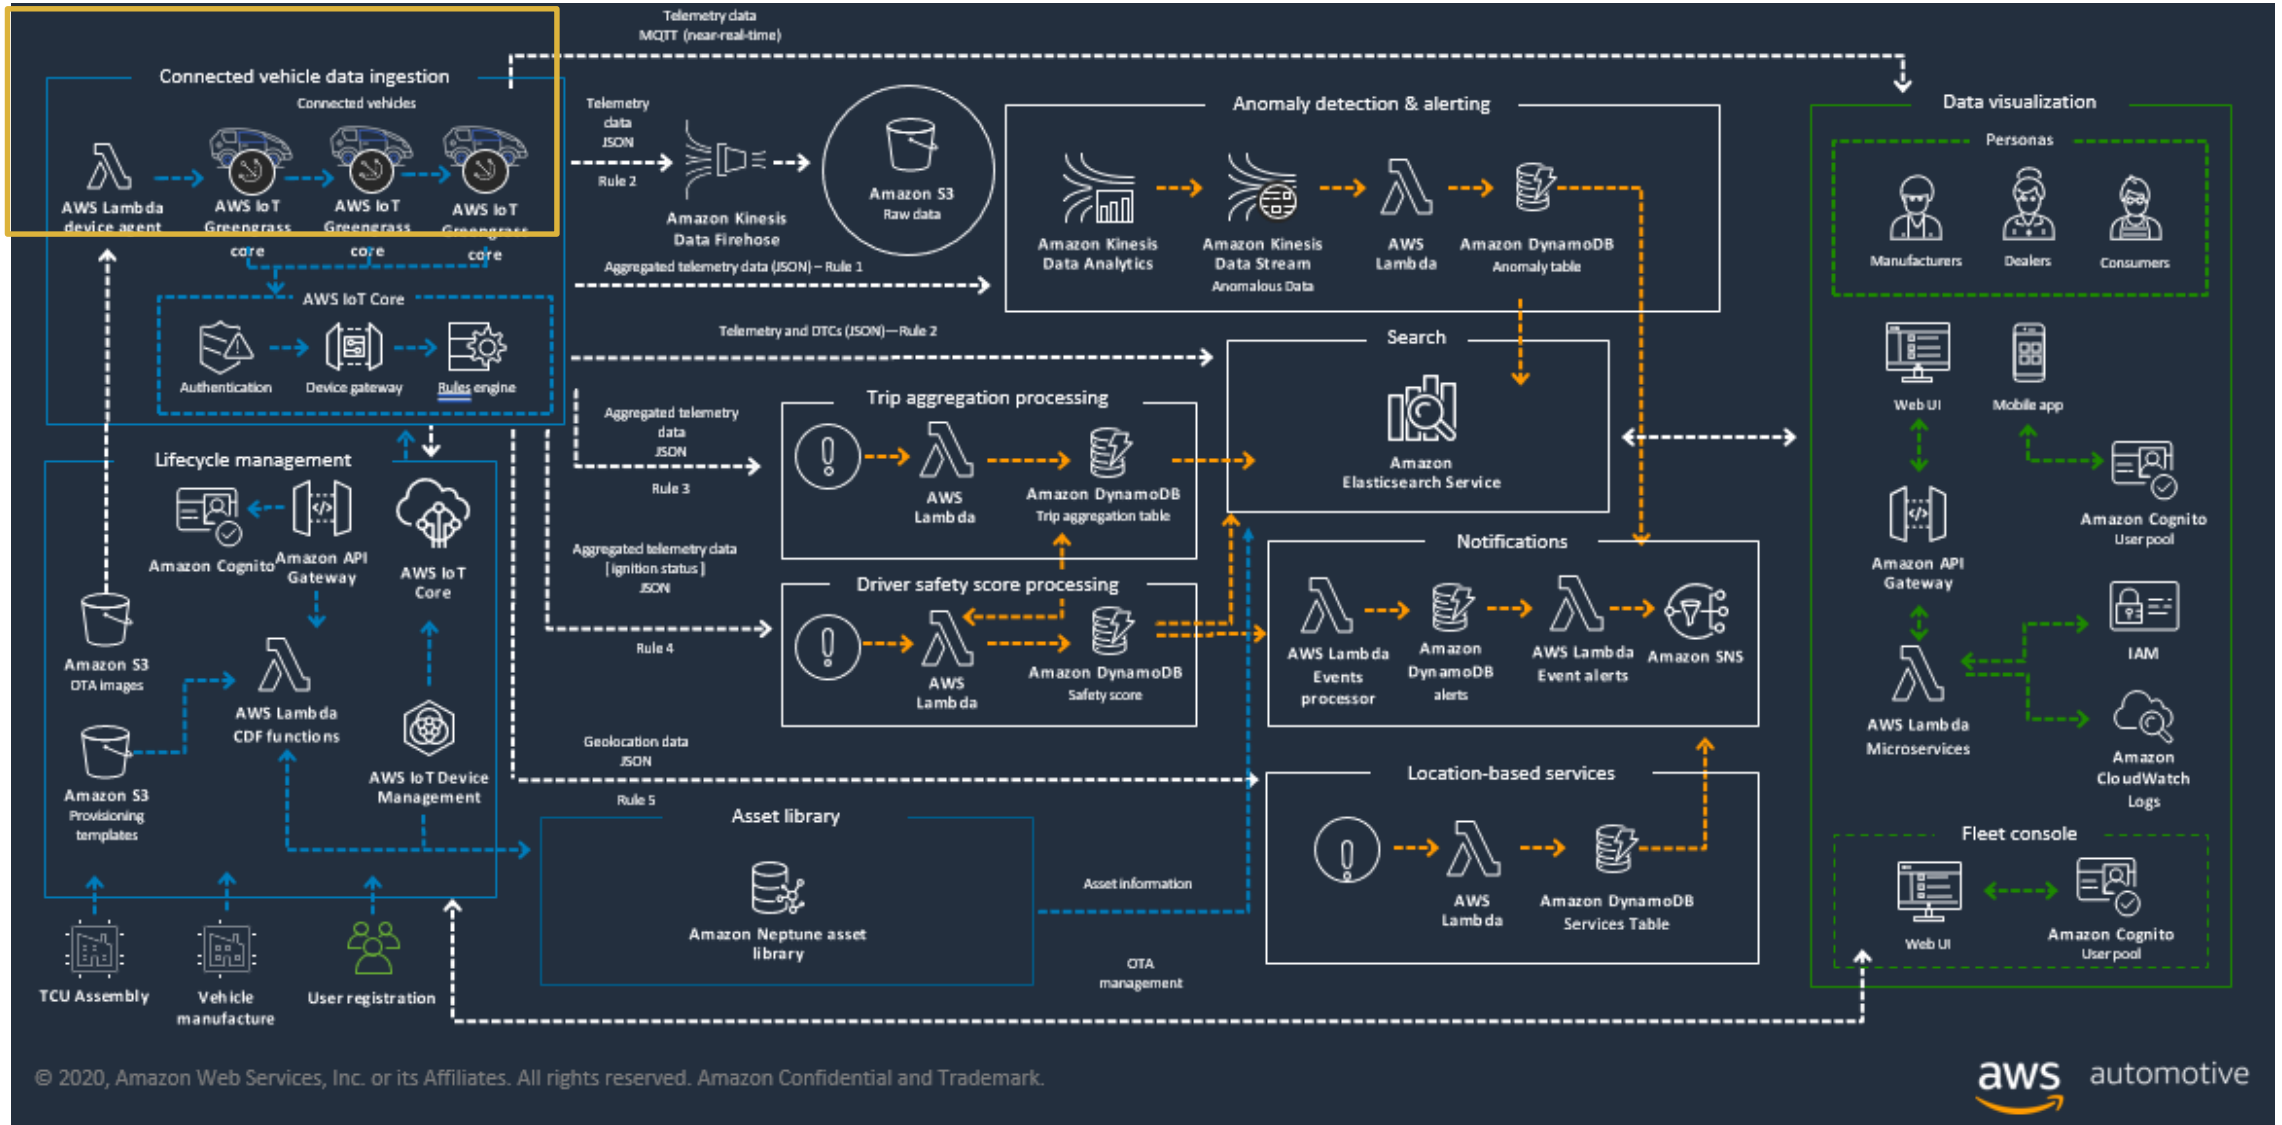 Telemetry data
MQTT (near-real-time)
Connected vehicle data ingestion
Connected vehicles
AWS Lambda
device agent
AWS IoT
Greengrass
core
AWS IoT
Greengrass
core
AWS IoT
Greengrass
core
AWS IoT Core
Authentication
Device gateway
Rules engine
Telemetry
data
JSON
Rule 2
Amazon Kinesis
Data Firehose
Amazon S3
Raw data
Aggregated telemetry data (JSON) – Rule 1
Telemetry and DTCs (JSON)—Rule 2
Anomaly detection & alerting
Amazon Kinesis
Data Analytics
Amazon Kinesis
Data Stream
Anomalous Data
AWS
Lambda
Amazon DynamoDB
Anomaly table
Search
Amazon
Elasticsearch Service
Aggregated telemetry
data
JSON
Rule 3
Trip aggregation processing
AWS
Lambda
Amazon DynamoDB
Trip aggregation table
Aggregated telemetry data
[ignition status]
JSON
Rule 4
Driver safety score processing
AWS
Lambda
Amazon DynamoDB
Safety score
Notifications
AWS Lambda
Events
processor
Amazon
DynamoDB
alerts
AWS Lambda
Event alerts
Amazon SNS
Geolocation data
JSON
Rule 5
Location-based services
AWS
Lambda
Amazon DynamoDB
Services Table
Lifecycle management
Amazon Cognito
Amazon API
Gateway
AWS IoT
Core
Amazon S3
OTA images
AWS Lambda
CDF functions
AWS IoT Device
Management
Amazon S3
Provisioning
templates
TCU Assembly
Vehicle
manufacture
User registration
Asset library
Amazon Neptune asset
library
Asset information
OTA
management
Data visualization
Personas
Manufacturers
Dealers
Consumers
Web UI
Mobile app
Amazon Cognito
User pool
Amazon API
Gateway
IAM
AWS Lambda
Microservices
Amazon
CloudWatch
Logs
Fleet console
Web UI
Amazon Cognito
User pool
© 2020, Amazon Web Services, Inc. or its Affiliates. All rights reserved. Amazon Confidential and Trademark.
aws automotive